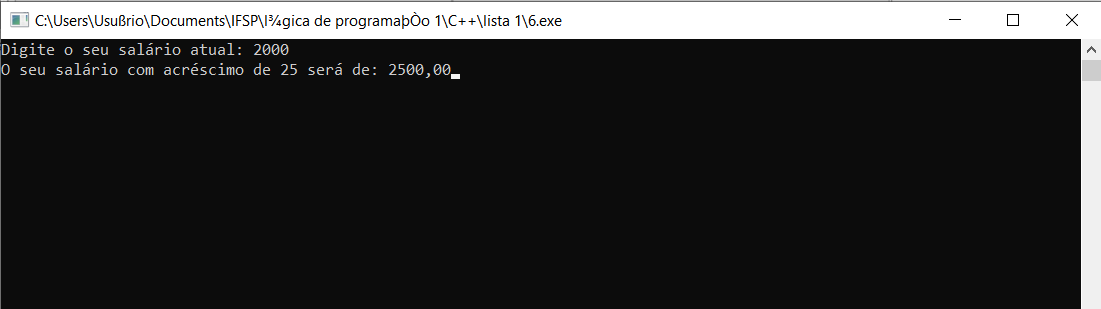 C:\Users\Usußrio\Documents\IFSP\l¾gica de programaþÒo 1\C++\lista 1\6.exe
Digite o seu salário atual: 2000
O seu salário com acréscimo de 25 será de: 2500,00